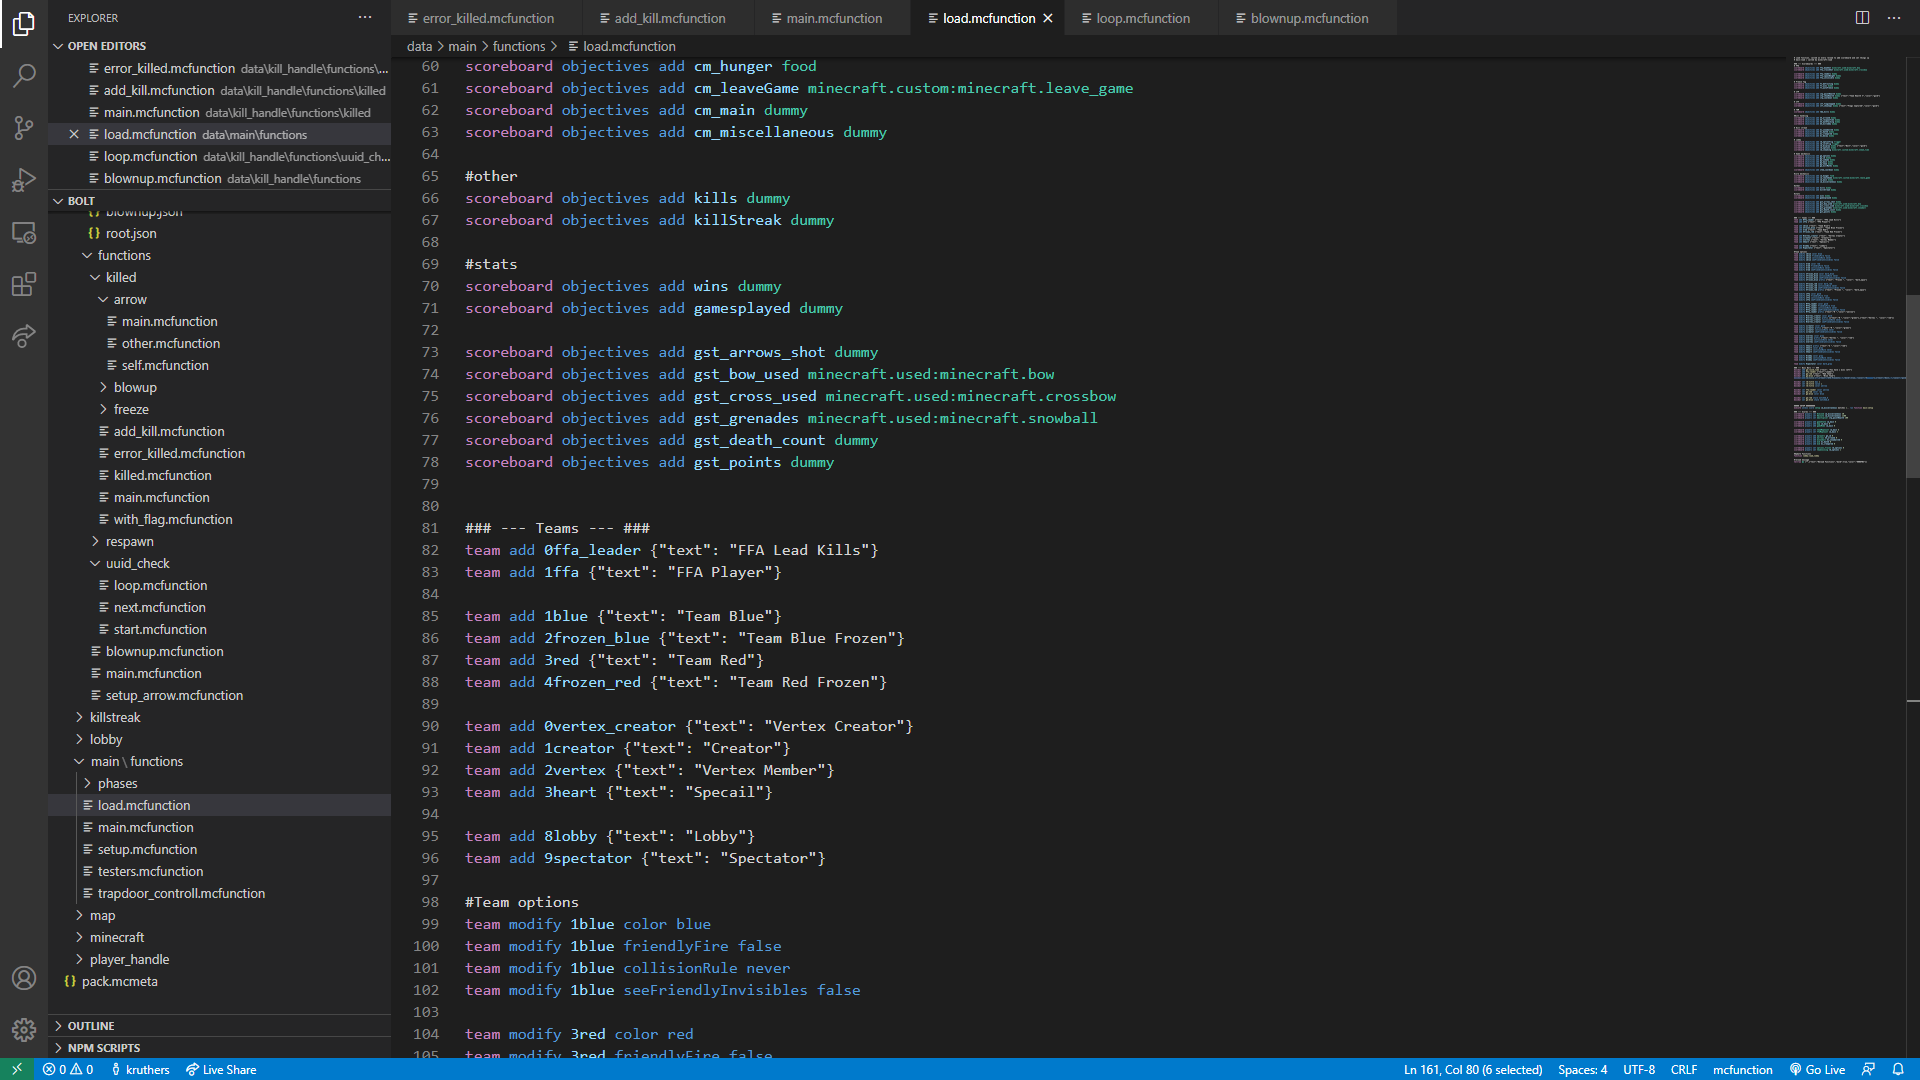 EXPLORER
OPEN EDITORS
error_killed.mcfunction data\kill_handle\functions\...
add_kill.mcfunction data\kill_handle\functions\killed
main.mcfunction data\kill_handle\functions\killed
load.mcfunction data\main\functions
loop.mcfunction data\kill_handle\functions\uuid_ch...
blownup.mcfunction data\kill_handle\functions
BOLT
blownup.json
root.json
functions
killed
arrow
main.mcfunction
other.mcfunction
self.mcfunction
blowup
freeze
add_kill.mcfunction
error_killed.mcfunction
killed.mcfunction
main.mcfunction
with_flag.mcfunction
respawn
uuid_check
loop.mcfunction
next.mcfunction
start.mcfunction
blownup.mcfunction
main.mcfunction
setup_arrow.mcfunction
killstreak
lobby
main \ functions
phases
load.mcfunction
main.mcfunction
setup.mcfunction
testers.mcfunction
trapdoor_controll.mcfunction
map
minecraft
player_handle
pack.mcmeta
OUTLINE
NPM SCRIPTS
error_killed.mcfunction add_kill.mcfunction main.mcfunction load.mcfunction loop.mcfunction blownup.mcfunction
data > main > functions > load.mcfunction
60 scoreboard objectives add cm_hunger food
61 scoreboard objectives add cm_leaveGame minecraft.custom:minecraft.leave_game
62 scoreboard objectives add cm_main dummy
63 scoreboard objectives add cm_miscellaneous dummy
64
65 #other
66 scoreboard objectives add kills dummy
67 scoreboard objectives add killStreak dummy
68
69 #stats
70 scoreboard objectives add wins dummy
71 scoreboard objectives add gamesplayed dummy
72
73 scoreboard objectives add gst_arrows_shot dummy
74 scoreboard objectives add gst_bow_used minecraft.used:minecraft.bow
75 scoreboard objectives add gst_cross_used minecraft.used:minecraft.crossbow
76 scoreboard objectives add gst_grenades minecraft.used:minecraft.snowball
77 scoreboard objectives add gst_death_count dummy
78 scoreboard objectives add gst_points dummy
79
80
81 ### --- Teams --- ###
82 team add 0ffa_leader {"text": "FFA Lead Kills"}
83 team add 1ffa {"text": "FFA Player"}
84
85 team add 1blue {"text": "Team Blue"}
86 team add 2frozen_blue {"text": "Team Blue Frozen"}
87 team add 3red {"text": "Team Red"}
88 team add 4frozen_red {"text": "Team Red Frozen"}
89
90 team add 0vertex_creator {"text": "Vertex Creator"}
91 team add 1creator {"text": "Creator"}
92 team add 2vertex {"text": "Vertex Member"}
93 team add 3heart {"text": "Specail"}
94
95 team add 8lobby {"text": "Lobby"}
96 team add 9spectator {"text": "Spectator"}
97
98 #Team options
99 team modify 1blue color blue
100 team modify 1blue friendlyFire false
101 team modify 1blue collisionRule never
102 team modify 1blue seeFriendlyInvisibles false
103
104 team modify 3red color red
105 team modify 3red friendlyFire false
0 0 kruthers Live Share Ln 161, Col 80 (6 selected) Spaces: 4 UTF-8 CRLF mcfunction Go Live